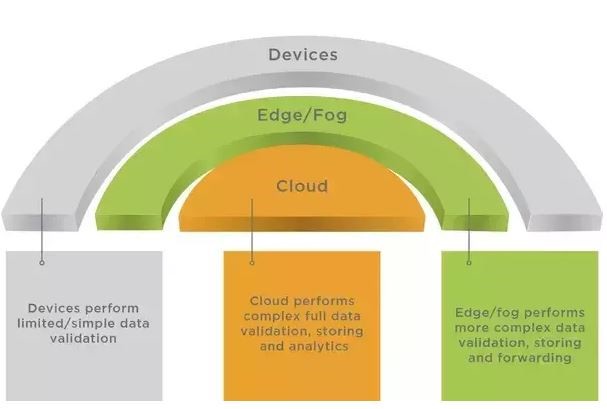 Devices
Edge/Fog
Cloud
Devices perform
limited/simple data
validation
Cloud performs
complex full data
validation, storing
and analytics
Edge/fog performs
more complex data
validation, storing
and forwarding